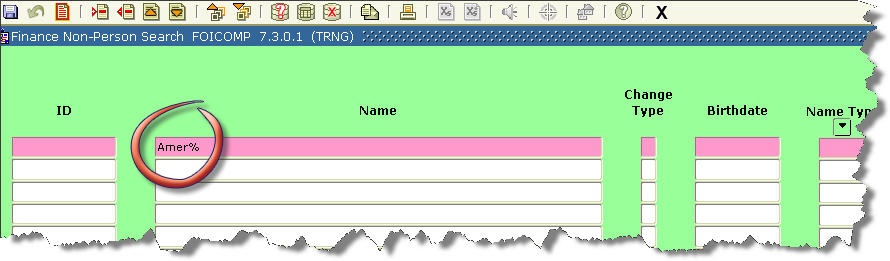 Finance Non-Person Search FOICOMP 7.3.0.1 (TRNG)
ID
Name
Change
Type
Birthdate
Name Typ
Amer%
X